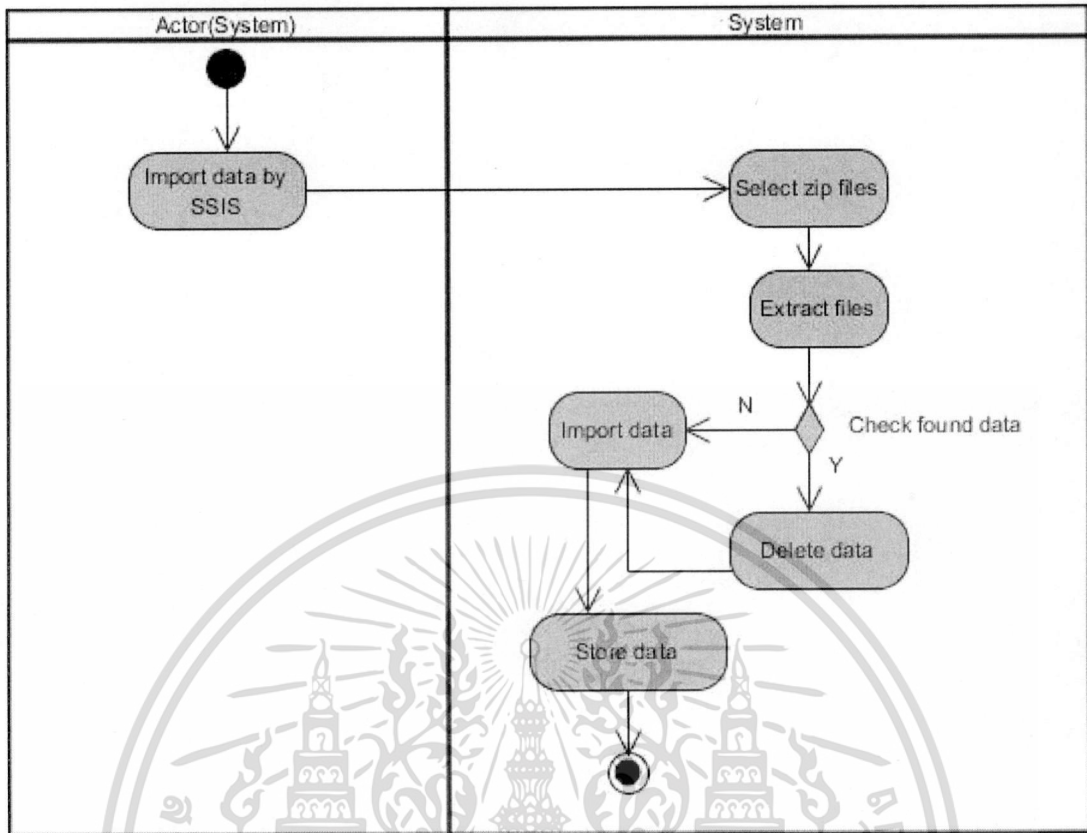 Actor(System)
System
Import data by
SSIS
Select zip files
Extract files
Check found data
N
Y
Import data
Delete data
Store data